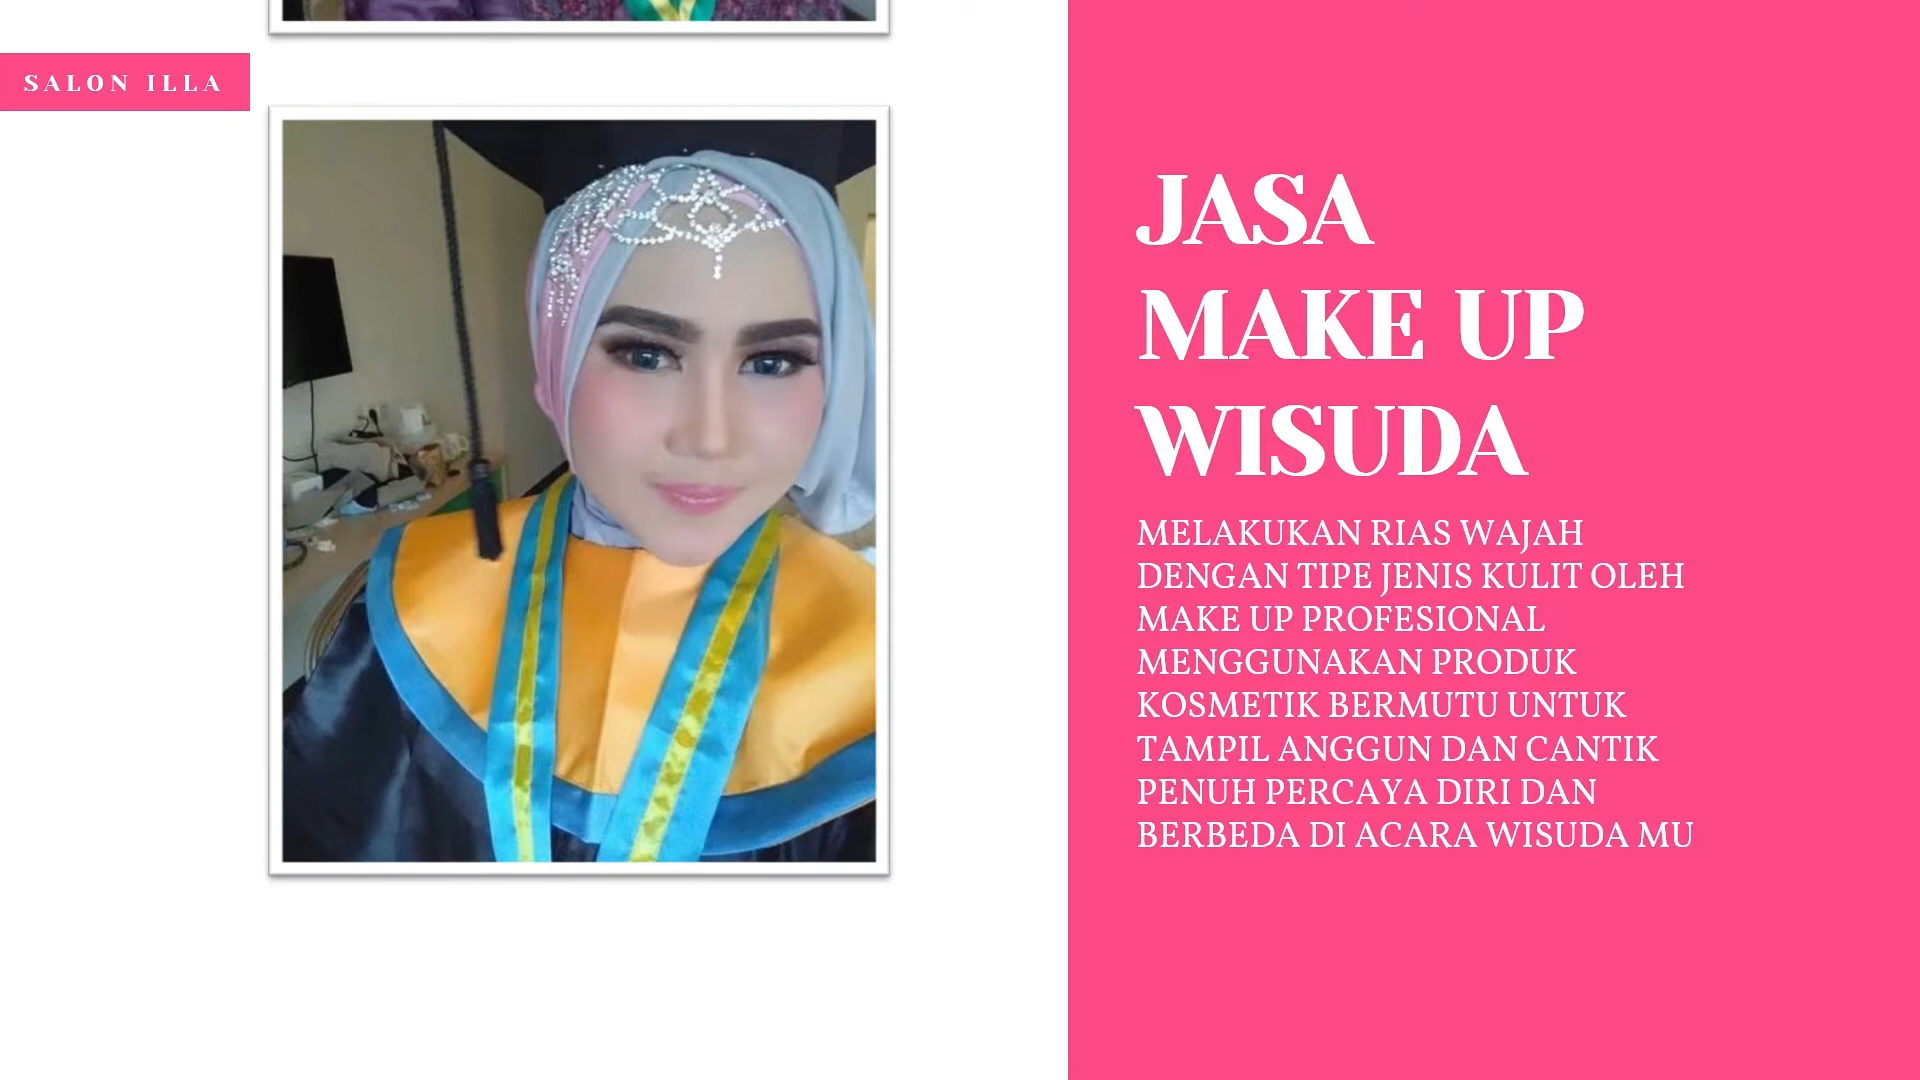 SALON ILLA
JASA
MAKE UP
WISUDA
MELAKUKAN RIAS WAJAH
DENGAN TIPE JENIS KULIT OLEH
MAKE UP PROFESIONAL
MENGGUNAKAN PRODUK
KOSMETIK BERMUTU UNTUK
TAMPIL ANGGUN DAN CANTIK
PENUH PERCAYA DIRI DAN
BERBEDA DI ACARA WISUDA MU